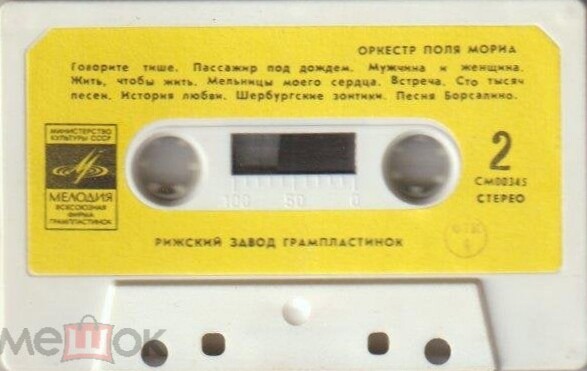 ОРКЕСТР ПОЛЯ МОРИА
Говорите тише. Пассажир под дождем. Мужчина и женщина.
Жить, чтобы жить. Мельницы моего сердца. Встреча. Сто тысяч
песен. История любви. Шербургские зонтики. Песня Борсалино.
МИНИСТЕРСТВО
КУЛЬТУРЫ СССР
МЕЛОДИЯ
ВСЕСОЮЗНАЯ
ФИРМА
ГРАМПЛАСТИНОК
100 50 0
2
СМ00345
СТЕРЕО
РИЖСКИЙ ЗАВОД ГРАМПЛАСТИНОК
ОТК
мешок